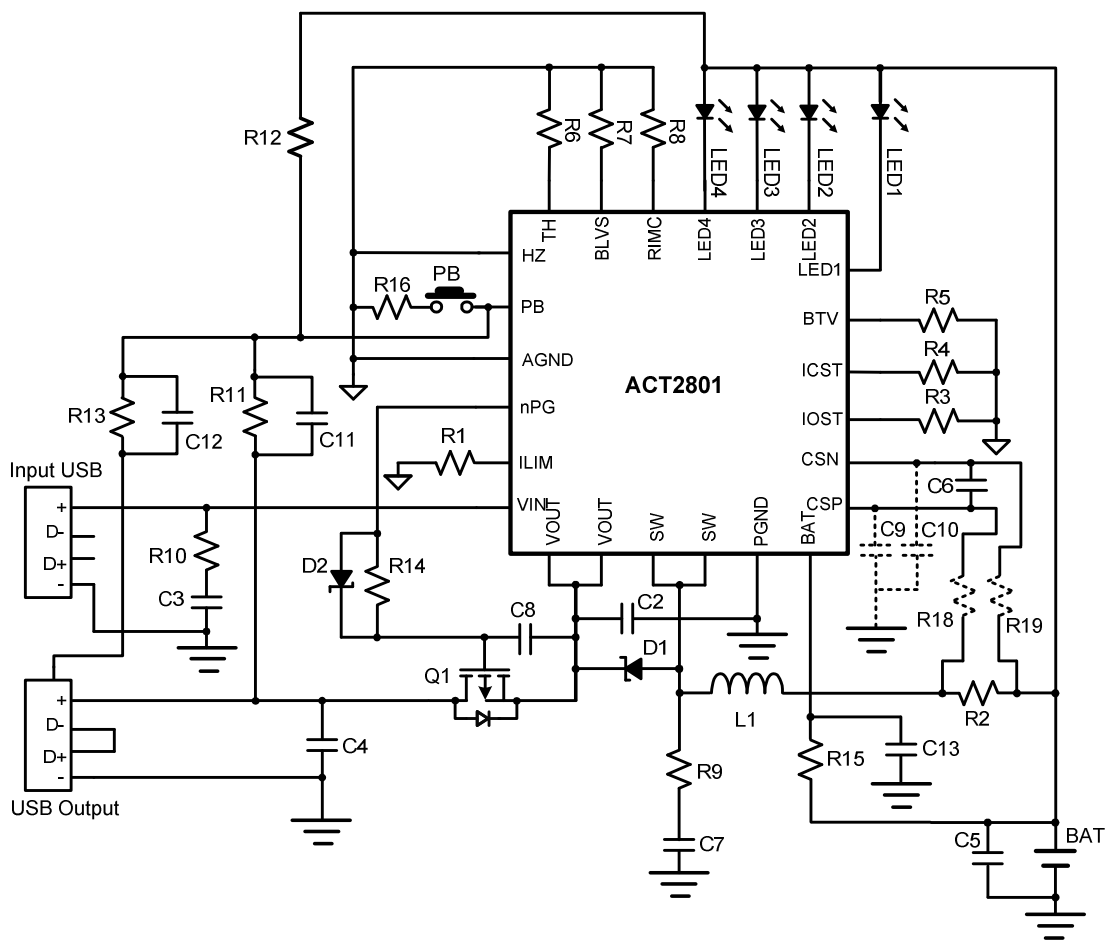 R12
R6
R7
R8
LED4
LED3
LED2
LED1
TH
BLVS
RIMC
LED4
LED3
LED2
LED1
HZ
PB
R16
PB
BTV
R5
AGND
ACT2801
ICST
R4
R13
C12
R11
C11
nPG
IOST
R3
R1
ILIM
CSN
Input USB
C6
+
VIN
CSP
D-
D+
-
VOUT
VOUT
SW
SW
PGND
BAT
C9
C10
R10
C3
D2
R14
R18
R19
C8
C2
D1
Q1
L1
R2
USB Output
+
D-
D+
-
C4
R9
R15
C13
C7
C5
BAT